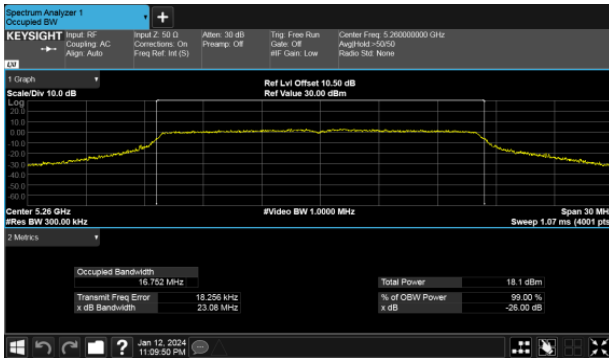 Spectrum Analyzer 1
Occupied BW
KEYSIGHT
Input: RF
Coupling: AC
Align: Auto
Input Z: 50 Ω
Corrections: On
Freq Ref: Int (S)
Atten: 30 dB
Preamp: Off
Trig: Free Run
Gate: Off
#IF Gain: Low
Center Freq: 5.260000000 GHz
Avg|Hold:>50/50
Radio Std: None
LXI
1 Graph
Scale/Div 10.0 dB
Ref Lvl Offset 10.50 dB
Ref Value 30.00 dBm
Log
20.0
10.0
0.00
-10.0
-20.0
-30.0
-40.0
-50.0
-60.0
Center 5.26 GHz
#Res BW 300.00 kHz
#Video BW 1.0000 MHz
Span 30 MH
Sweep 1.07 ms (4001 pts
2 Metrics
Occupied Bandwidth
16.752 MHz
Transmit Freq Error 18.256 kHz
x dB Bandwidth 23.08 MHz
Total Power 18.1 dBm
% of OBW Power 99.00 %
x dB -26.00 dB
Jan 12, 2024
11:09:50 PM